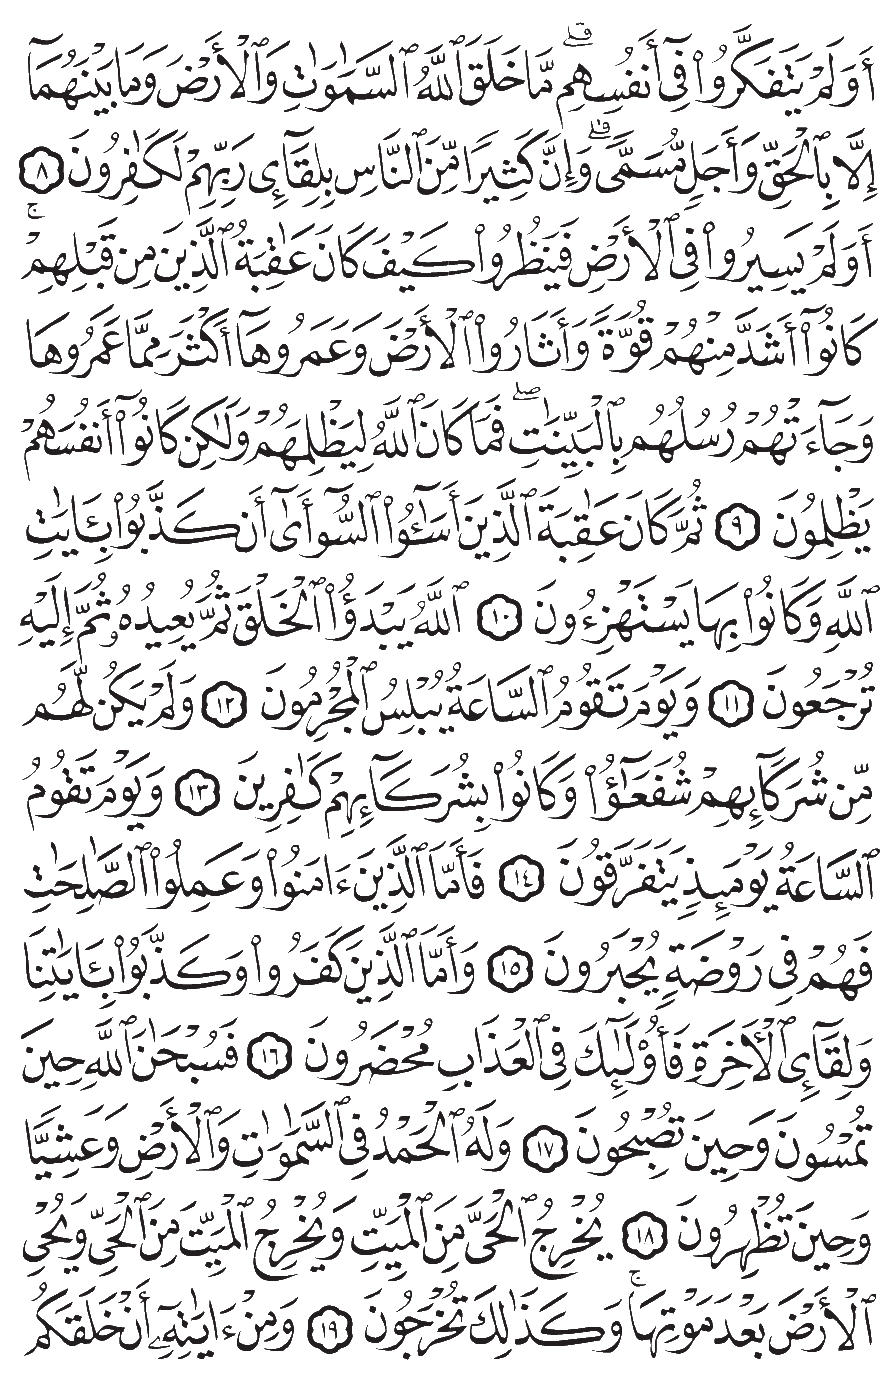 أَوَلَمْ يَتَفَكَّرُوا۟ فِىٓ أَنفُسِهِم ۗ مَّا خَلَقَ ٱللَّهُ ٱلسَّمَٰوَٰتِ وَٱلْأَرْضَ وَمَا بَيْنَهُمَآ
إِلَّا بِٱلْحَقِّ وَأَجَلٍ مُّسَمًّى ۗ وَإِنَّ كَثِيرًا مِّنَ ٱلنَّاسِ بِلِقَآئِ رَبِّهِمْ لَكَٰفِرُونَ ٨
أَوَلَمْ يَسِيرُوا۟ فِى ٱلْأَرْضِ فَيَنظُرُوا۟ كَيْفَ كَانَ عَٰقِبَةُ ٱلَّذِينَ مِن قَبْلِهِمْ ۚ
كَانُوٓا۟ أَشَدَّ مِنْهُمْ قُوَّةً وَأَثَارُوا۟ ٱلْأَرْضَ وَعَمَرُوهَآ أَكْثَرَ مِمَّا عَمَرُوهَا
وَجَآءَتْهُمْ رُسُلُهُم بِٱلْبَيِّنَٰتِ ۖ فَمَا كَانَ ٱللَّهُ لِيَظْلِمَهُمْ وَلَٰكِن كَانُوٓا۟ أَنفُسَهُمْ
يَظْلِمُونَ ٩ ثُمَّ كَانَ عَٰقِبَةَ ٱلَّذِينَ أَسَٰٓـُٔوا۟ ٱلسُّوٓأَىٰٓ أَن كَذَّبُوا۟ بِـَٔايَٰتِ
ٱللَّهِ وَكَانُوا۟ بِهَا يَسْتَهْزِءُونَ ١٠ ٱللَّهُ يَبْدَؤُا۟ ٱلْخَلْقَ ثُمَّ يُعِيدُهُۥ ثُمَّ إِلَيْهِ
تُرْجَعُونَ ١١ وَيَوْمَ تَقُومُ ٱلسَّاعَةُ يُبْلِسُ ٱلْمُجْرِمُونَ ١٢ وَلَمْ يَكُن لَّهُم
مِّن شُرَكَآئِهِمْ شُفَعَٰٓؤُا۟ وَكَانُوا۟ بِشُرَكَآئِهِمْ كَٰفِرِينَ ١٣ وَيَوْمَ تَقُومُ
ٱلسَّاعَةُ يَوْمَئِذٍ يَتَفَرَّقُونَ ١٤ فَأَمَّا ٱلَّذِينَ ءَامَنُوا۟ وَعَمِلُوا۟ ٱلصَّٰلِحَٰتِ
فَهُمْ فِى رَوْضَةٍ يُحْبَرُونَ ١٥ وَأَمَّا ٱلَّذِينَ كَفَرُوا۟ وَكَذَّبُوا۟ بِـَٔايَٰتِنَا
وَلِقَآئِ ٱلْـَٔاخِرَةِ فَأُو۟لَٰٓئِكَ فِى ٱلْعَذَابِ مُحْضَرُونَ ١٦ فَسُبْحَٰنَ ٱللَّهِ حِينَ
تُمْسُونَ وَحِينَ تُصْبِحُونَ ١٧ وَلَهُ ٱلْحَمْدُ فِى ٱلسَّمَٰوَٰتِ وَٱلْأَرْضِ وَعَشِيًّا
وَحِينَ تُظْهِرُونَ ١٨ يُخْرِجُ ٱلْحَىَّ مِنَ ٱلْمَيِّتِ وَيُخْرِجُ ٱلْمَيِّتَ مِنَ ٱلْحَىِّ وَيُحْىِ
ٱلْأَرْضَ بَعْدَ مَوْتِهَا ۚ وَكَذَٰلِكَ تُخْرَجُونَ ١٩ وَمِنْ ءَايَٰتِهِۦٓ أَنْ خَلَقَكُم